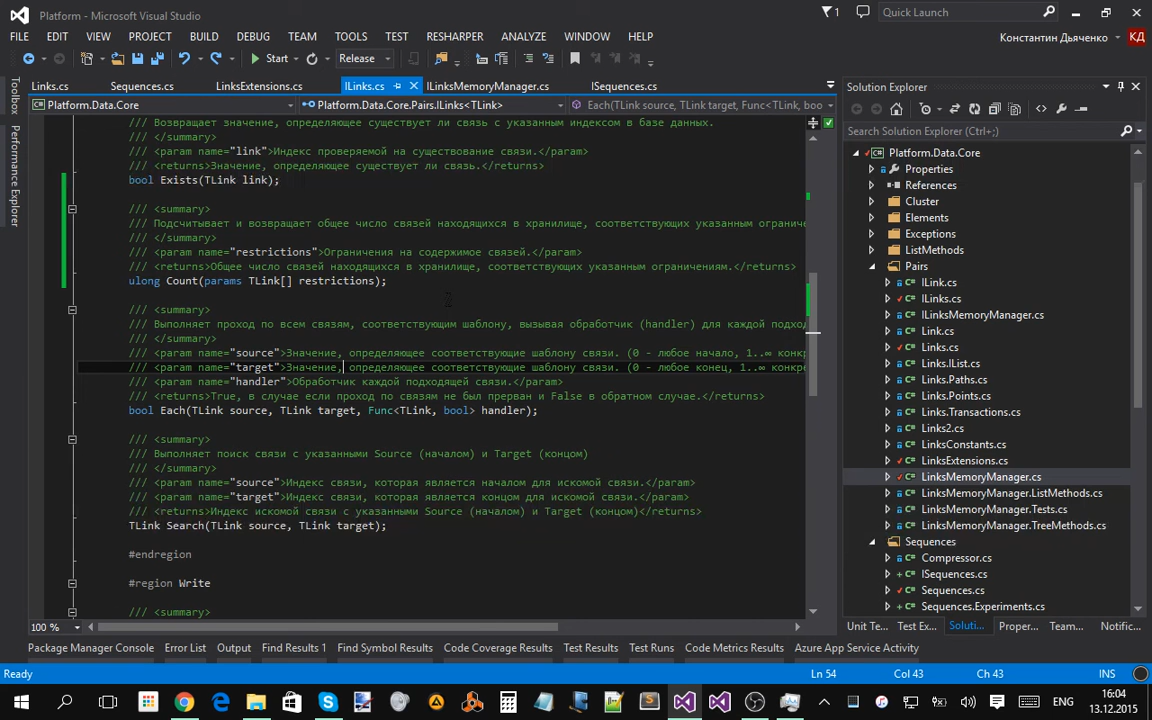 Platform - Microsoft Visual Studio
1
Quick Launch
FILE EDIT VIEW PROJECT BUILD DEBUG TEAM TOOLS TEST RESHARPER ANALYZE WINDOW HELP
Константин Дьяченко КД
Start Release
Toolbox
Performance Explorer
Links.cs Sequences.cs LinksExtensions.cs ILinks.cs ILinksMemoryManager.cs ISequences.cs
Platform.Data.Core Platform.Data.Core.Pairs.ILinks<TLink> Each(TLink source, TLink target, Func<TLink, bo
/// Возвращает значение, определяющее существует ли связь с указанным индексом в базе данных.
/// </summary>
/// <param name="link">Индекс проверяемой на существование связи.</param>
/// <returns>Значение, определяющее существует ли связь.</returns>
bool Exists(TLink link);
/// <summary>
/// Подсчитывает и возвращает общее число связей находящихся в хранилище, соответствующих указанным ограниче
/// </summary>
/// <param name="restrictions">Ограничения на содержимое связей.</param>
/// <returns>Общее число связей находящихся в хранилище, соответствующих указанным ограничениям.</returns>
ulong Count(params TLink[] restrictions);
/// <summary>
/// Выполняет проход по всем связям, соответствующим шаблону, вызывая обработчик (handler) для каждой подход
/// </summary>
/// <param name="source">Значение, определяющее соответствующие шаблону связи. (0 - любое начало, 1..∞ конкр
/// <param name="target">Значение, определяющее соответствующие шаблону связи. (0 - любое конец, 1..∞ конкре
/// <param name="handler">Обработчик каждой подходящей связи.</param>
/// <returns>True, в случае если проход по связям не был прерван и False в обратном случае.</returns>
bool Each(TLink source, TLink target, Func<TLink, bool> handler);
/// <summary>
/// Выполняет поиск связи с указанными Source (началом) и Target (концом)
/// </summary>
/// <param name="source">Индекс связи, которая является началом для искомой связи.</param>
/// <param name="target">Индекс связи, которая является концом для искомой связи.</param>
/// <returns>Индекс искомой связи с указанными Source (началом) и Target (концом)</returns>
TLink Search(TLink source, TLink target);
#endregion
#region Write
/// <summary>
100 %
Solution Explorer
Search Solution Explorer (Ctrl+;)
Platform.Data.Core
Properties
References
Cluster
Elements
Exceptions
ListMethods
Pairs
ILink.cs
ILinks.cs
ILinksMemoryManager.cs
Link.cs
Links.cs
Links.IList.cs
Links.Paths.cs
Links.Points.cs
Links.Transactions.cs
Links2.cs
LinksConstants.cs
LinksExtensions.cs
LinksMemoryManager.cs
LinksMemoryManager.ListMethods.cs
LinksMemoryManager.Tests.cs
LinksMemoryManager.TreeMethods.cs
Sequences
Compressor.cs
ISequences.cs
Sequences.cs
Sequences.Experiments.cs
Unit Te... Test Ex... Soluti... Proper... Team... Notific...
Package Manager Console Error List Output Find Results 1 Find Symbol Results Code Coverage Results Test Results Test Runs Code Metrics Results Azure App Service Activity
Ready Ln 54 Col 43 Ch 43 INS
ENG
16:04
13.12.2015